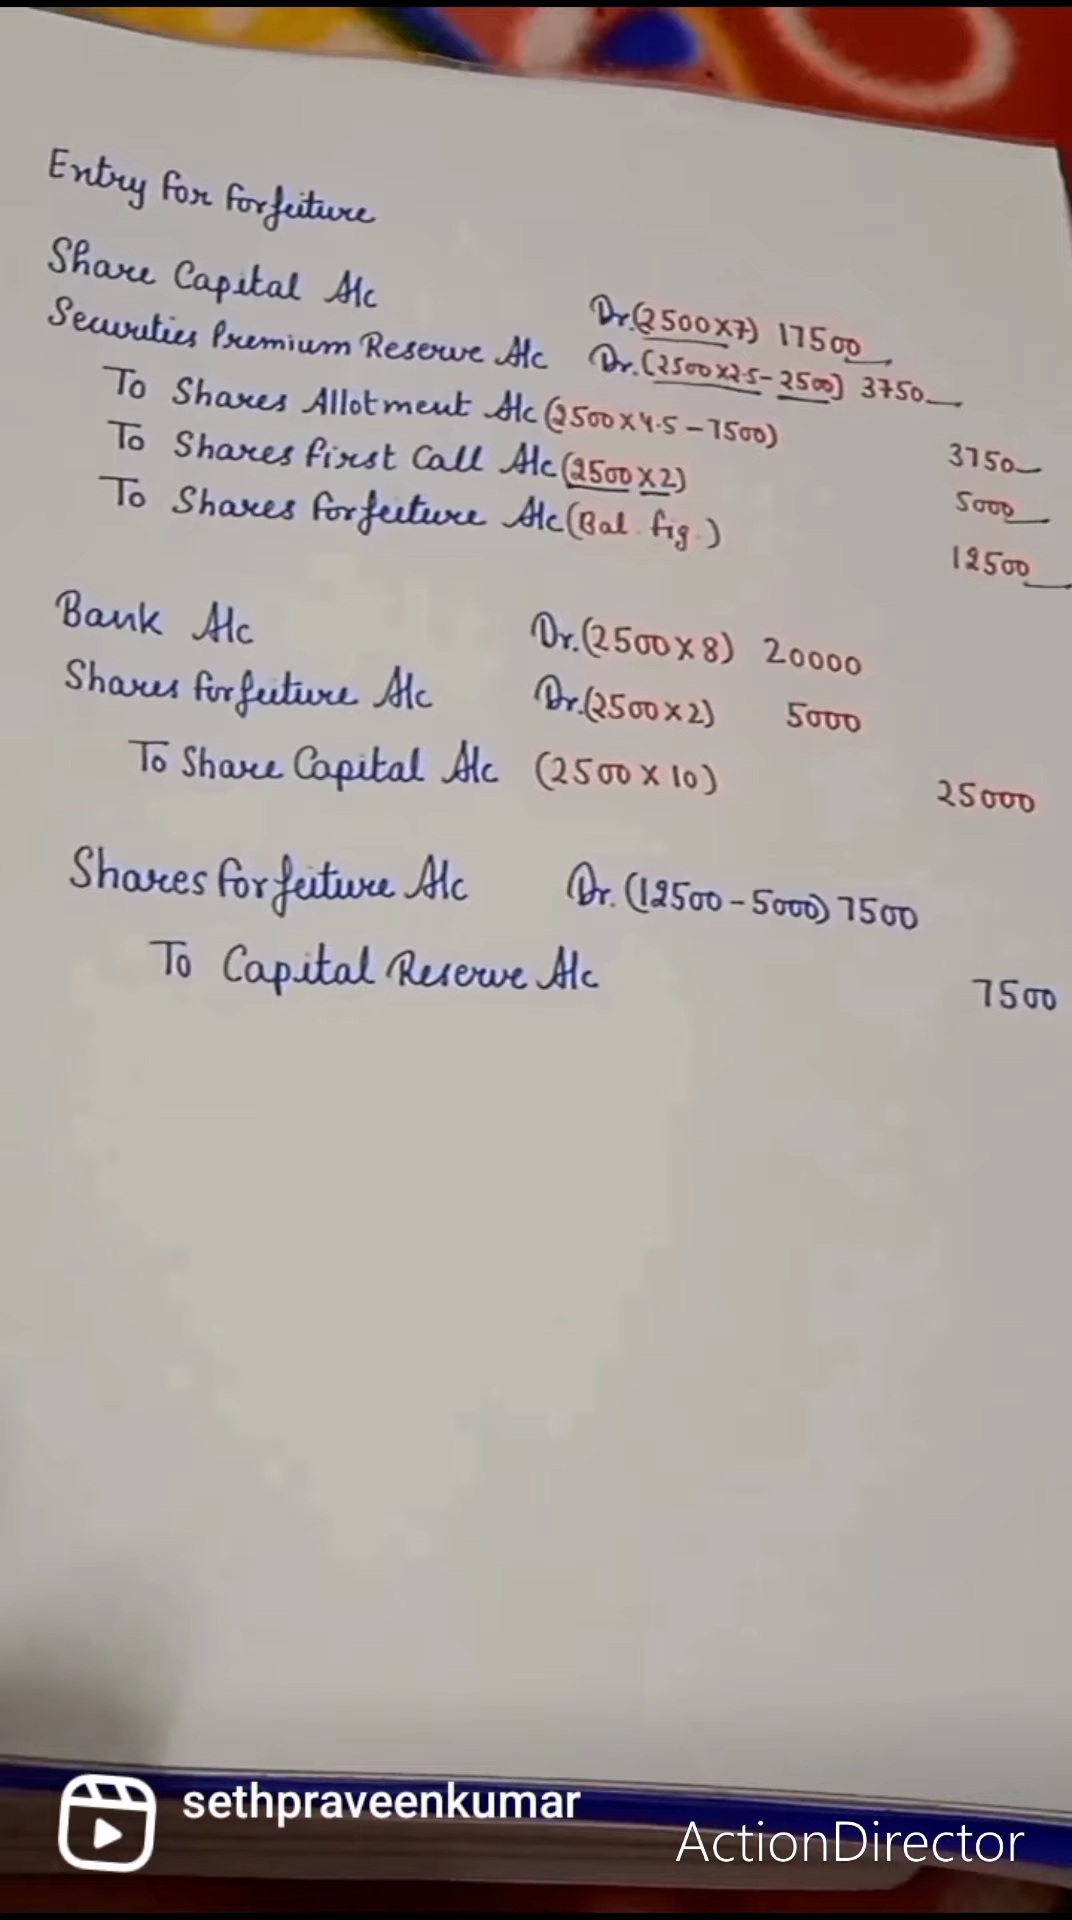 Entry for forfeiture
Share Capital A/c Dr.(2500x7) 17500
Securities Premium Reserve A/c Dr.(2500x2.5-2500) 3750
To Shares Allotment A/c (2500x4.5-7500) 3750
To Shares first Call A/c (2500x2) 5000
To Shares forfeiture A/c (Bal. fig.) 12500
Bank A/c Dr.(2500x8) 20000
Shares forfeiture A/c Dr.(2500x2) 5000
To Share Capital A/c (2500x10) 25000
Shares forfeiture A/c Dr.(12500-5000) 7500
To Capital Reserve A/c 7500
sethpraveenkumar
ActionDirector